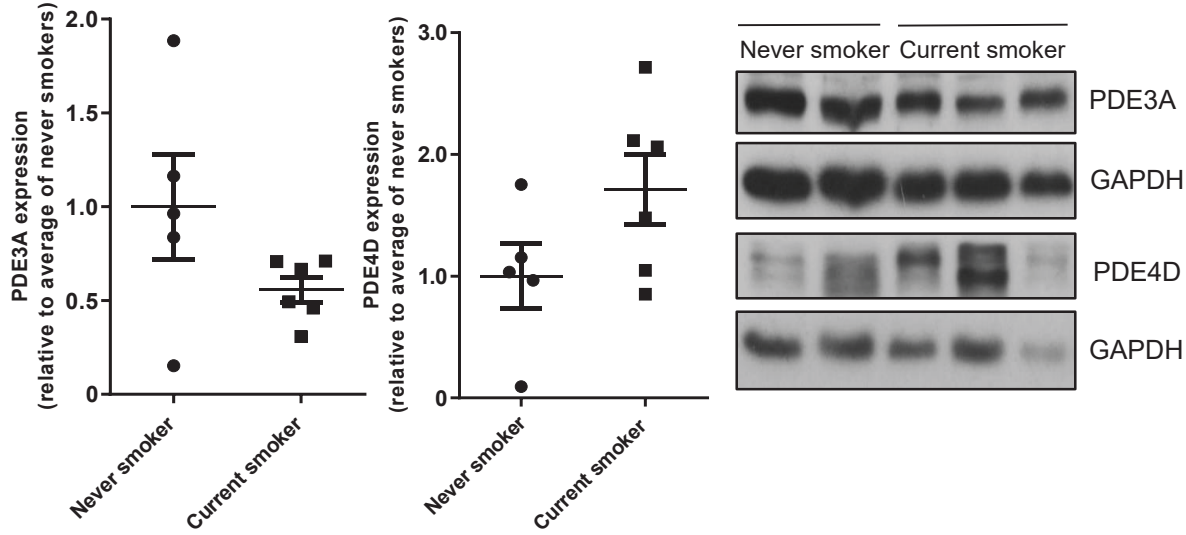 PDE3A expression
(relative to average of never smokers)
2.0
1.5
1.0
0.5
0
Never smoker
Current smoker
PDE4D expression
(relative to average of never smokers)
3.0
2.0
1.0
0
Never smoker
Current smoker
Never smoker Current smoker
PDE3A
GAPDH
PDE4D
GAPDH